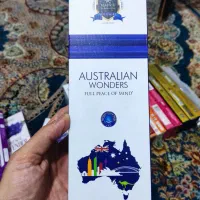 AUSTRALIAN
WONDERS
FULL PEACE OF MIND